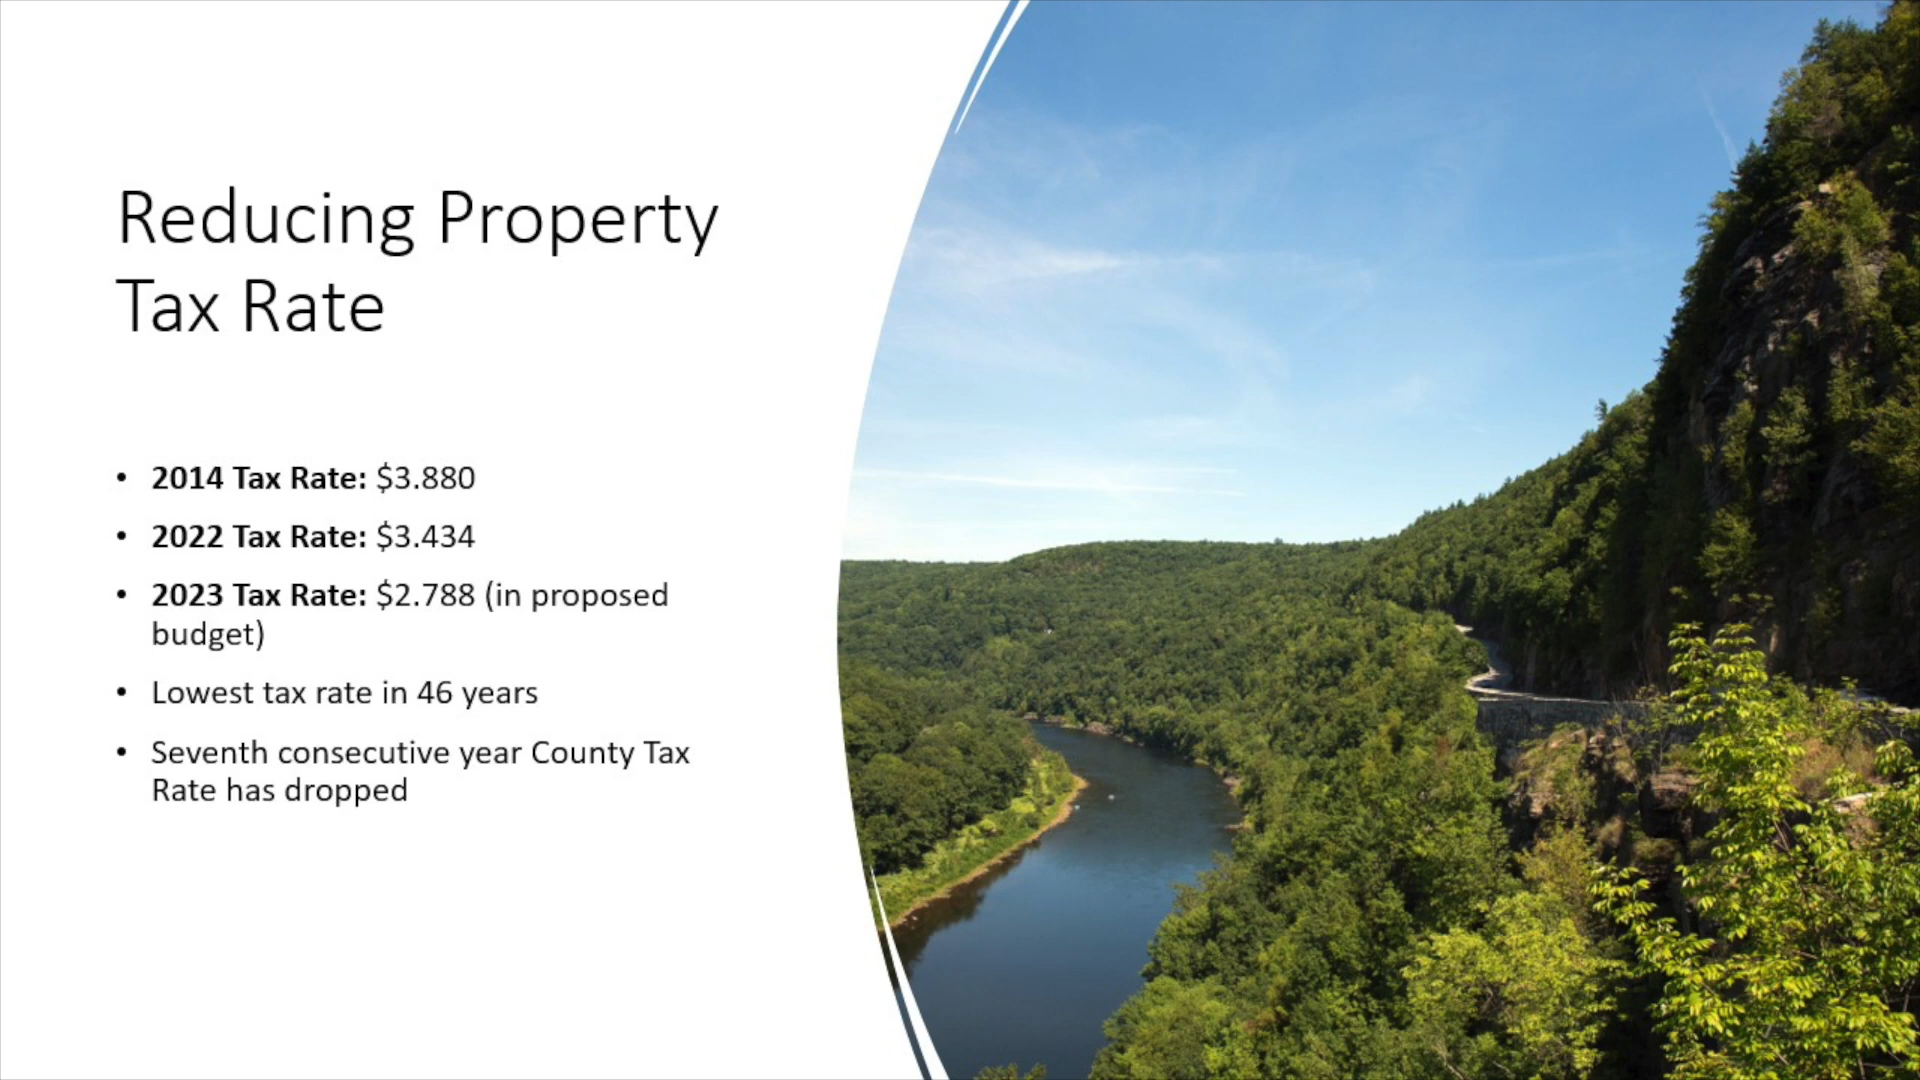 Reducing Property
Tax Rate
• 2014 Tax Rate: $3.880
• 2022 Tax Rate: $3.434
• 2023 Tax Rate: $2.788 (in proposed
budget)
• Lowest tax rate in 46 years
• Seventh consecutive year County Tax
Rate has dropped